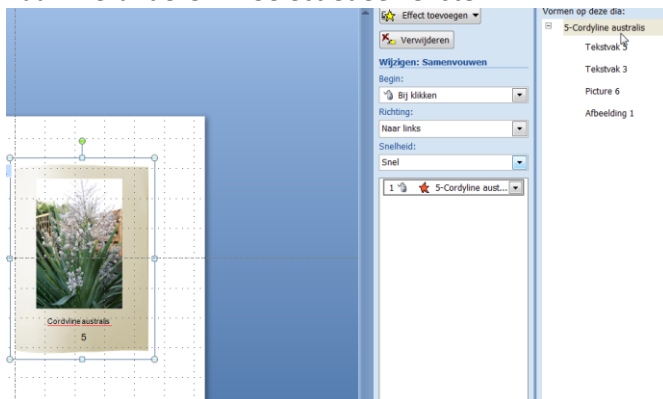 Effect toevoegen
Verwijderen
Wijzigen: Samenvouwen
Begin:
Bij klikken
Richting:
Naar links
Snelheid:
Snel
1 5-Cordyline aust...
Vormen op deze dia:
5-Cordyline australis
Tekstvak 5
Tekstvak 3
Picture 6
Afbeelding 1
Cordyline australis
5